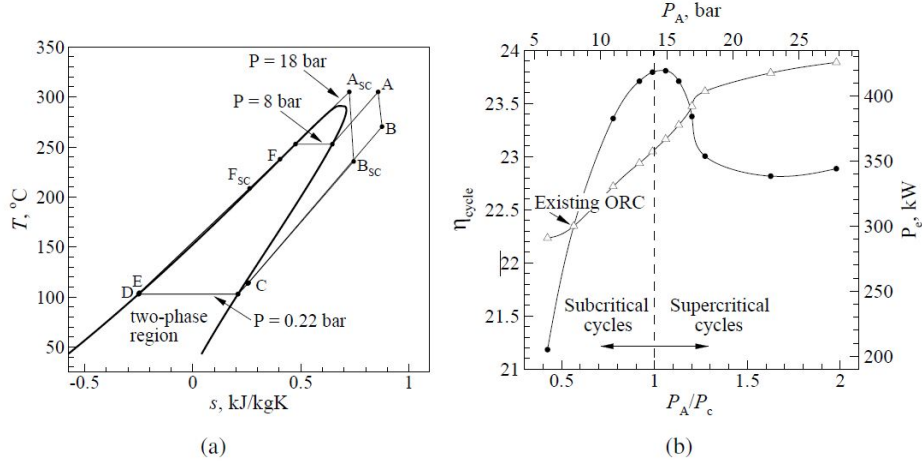 P = 18 bar
A_sc
P = 8 bar
A
B
F
B_sc
F_sc
E
D
C
two-phase
region
P = 0.22 bar
350
300
250
200
150
100
50
T, °C
-0.5
0
0.5
1
s, kJ/kgK
(a)
P_A, bar
5
10
15
20
25
24
23.5
23
22.5
22
21.5
21
η_cycle
400
350
300
250
200
P_e, kW
Existing ORC
Subcritical
cycles
Supercritical
cycles
0.5
1
1.5
2
P_A/P_c
(b)